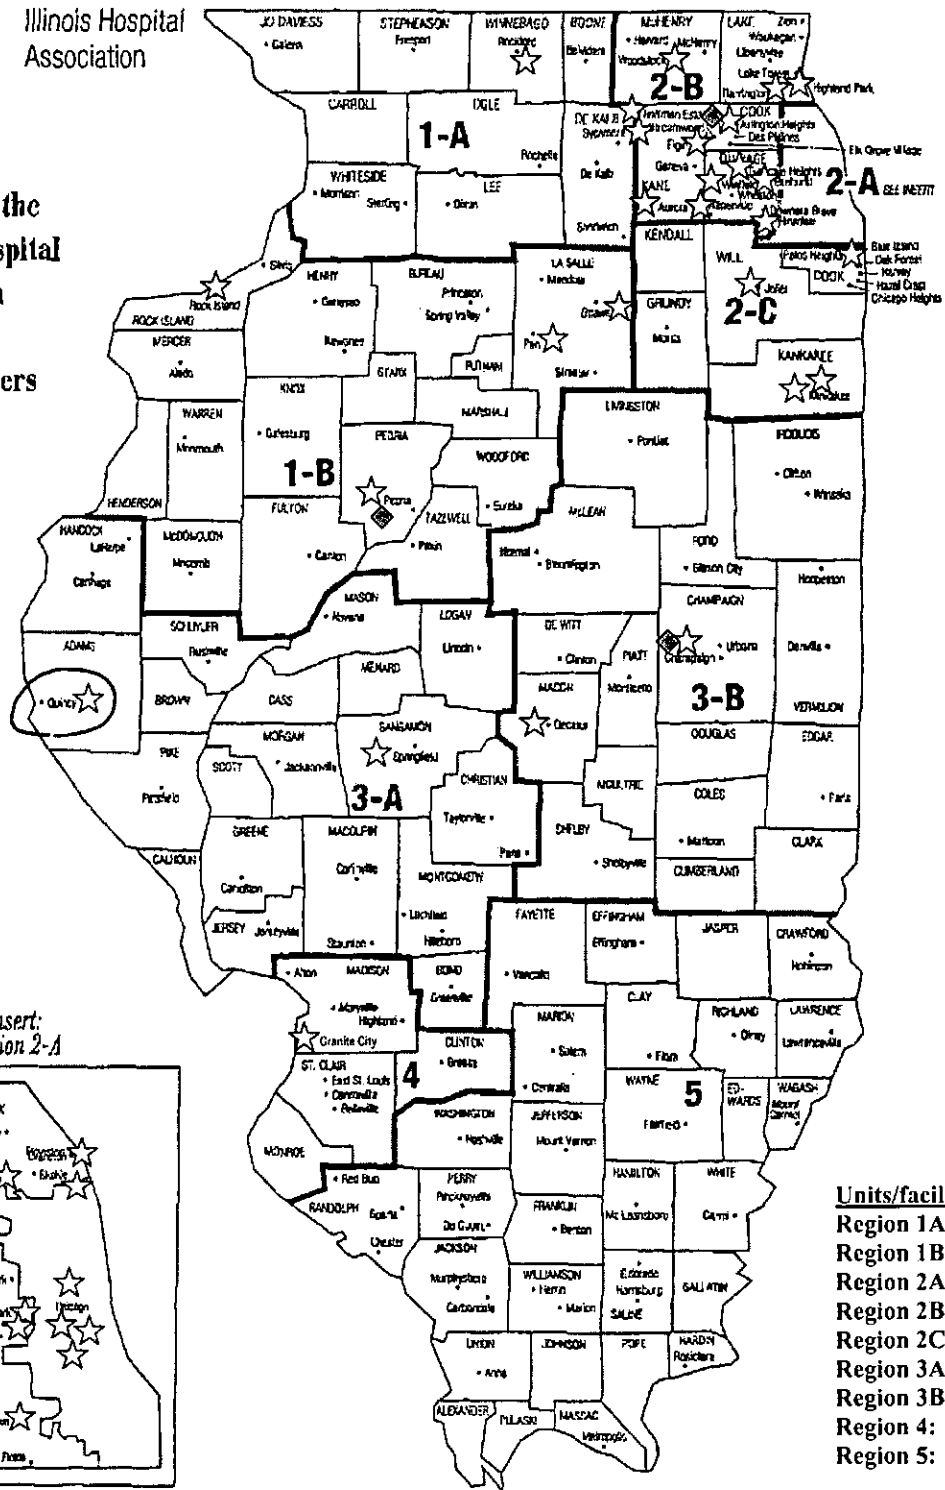 Illinois Hospital
Association
the
spital
ers
JO DAVIESS
Galena
STEPHENSON
Freeport
WINNEBAGO
Rockford
BOONE
Belvidere
McHENRY
Harvard
McHenry
Woodstock
2-B
LAKE
Zion
Waukegan
Libertyville
Lake Forest
Barrington
Highland Park
CARROLL
OGLE
1-A
Rochelle
DE KALB
Sycamore
De Kalb
Sandwich
COOK
Arlington Heights
Des Plaines
Elk Grove Village
Elgin
Geneva
KANE
Aurora
DUPAGE
Glendale Heights
Winfield
Naperville
Downers Grove
Hinsdale
2-A SEE INSERT
WHITESIDE
Morrison
Sterling
LEE
Dixon
KENDALL
WILL
Joliet
2-C
Palos Heights
COOK
Blue Island
Oak Forest
Harvey
Hazel Crest
Chicago Heights
Silvis
Rock Island
ROCK ISLAND
HENRY
Geneseo
Kewanee
BUREAU
Princeton
Spring Valley
LA SALLE
Mendota
Ottawa
Peru
Streator
GRUNDY
Morris
KANKAKEE
Kankakee
MERCER
Aledo
STARK
PUTNAM
MARSHALL
KNOX
Galesburg
1-B
WARREN
Monmouth
HENDERSON
PEORIA
Peoria
WOODFORD
Eureka
LIVINGSTON
Pontiac
IROQUOIS
Clifton
Watseka
FULTON
Canton
TAZEWELL
Pekin
McLEAN
Normal
Bloomington
FORD
Gibson City
Hoopeston
HANCOCK
LaHarpe
Carthage
McDONOUGH
Macomb
MASON
Havana
LOGAN
Lincoln
DE WITT
Clinton
PIATT
Monticello
CHAMPAIGN
Champaign
Urbana
3-B
Danville
VERMILION
ADAMS
Quincy
SCHUYLER
Rushville
BROWN
CASS
MENARD
SANGAMON
Springfield
MACON
Decatur
DOUGLAS
EDGAR
Paris
PIKE
Pittsfield
SCOTT
MORGAN
Jacksonville
3-A
CHRISTIAN
Taylorville
Pana
MOULTRIE
SHELBY
Shelbyville
COLES
Mattoon
CLARK
CUMBERLAND
GREENE
Carrollton
CALHOUN
MACOUPIN
Carlinville
Staunton
MONTGOMERY
Litchfield
Hillsboro
JERSEY
Jerseyville
FAYETTE
Vandalia
EFFINGHAM
Effingham
JASPER
CRAWFORD
Robinson
Alton
MADISON
Maryville
Highland
Granite City
BOND
Greenville
CLAY
Flora
RICHLAND
Olney
LAWRENCE
Lawrenceville
MARION
Salem
Centralia
CLINTON
Breese
4
ST. CLAIR
East St. Louis
Centreville
Belleville
WAYNE
Fairfield
5
ED-
WARDS
WABASH
Mount
Carmel
MONROE
WASHINGTON
Nashville
JEFFERSON
Mount Vernon
Red Bud
RANDOLPH
Sparta
Chester
PERRY
Pinckneyville
Du Quoin
HAMILTON
McLeansboro
WHITE
Carmi
FRANKLIN
Benton
JACKSON
Murphysboro
Carbondale
WILLIAMSON
Herrin
Marion
Eldorado
Harrisburg
SALINE
GALLATIN
UNION
Anna
JOHNSON
POPE
HARDIN
Rosiclare
ALEXANDER
PULASKI
MASSAC
Metropolis
nsert:
ion 2-A
Evanston
Skokie
Units/facil
Region 1A
Region 1B
Region 2A
Region 2B
Region 2C
Region 3A
Region 3B
Region 4:
Region 5: